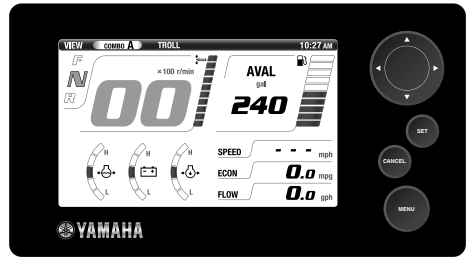 VIEW COMBO A TROLL 10:27 AM
F
N
R
×100 r/min
00
AVAL
gall
240
H H H
L L L
SPEED - - - mph
ECON 0.0 mpg
FLOW 0.0 gph
YAMAHA
SET
CANCEL
MENU